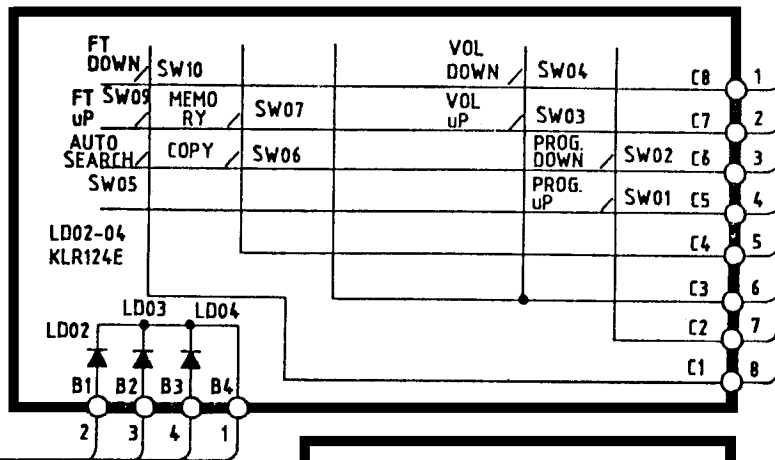 FT
DOWN SW10
VOL
DOWN SW04
C8 1
FT
uP SW09
MEMO
RY SW07
VOL
uP SW03
C7 2
AUTO
SEARCH
COPY SW06
PROG.
DOWN SW02
C6 3
SW05
PROG.
uP SW01
C5 4
LD02-04
KLR124E
C4 5
C3 6
C2 7
C1 8
LD02 LD03 LD04
B1 B2 B3 B4
2 3 4 1